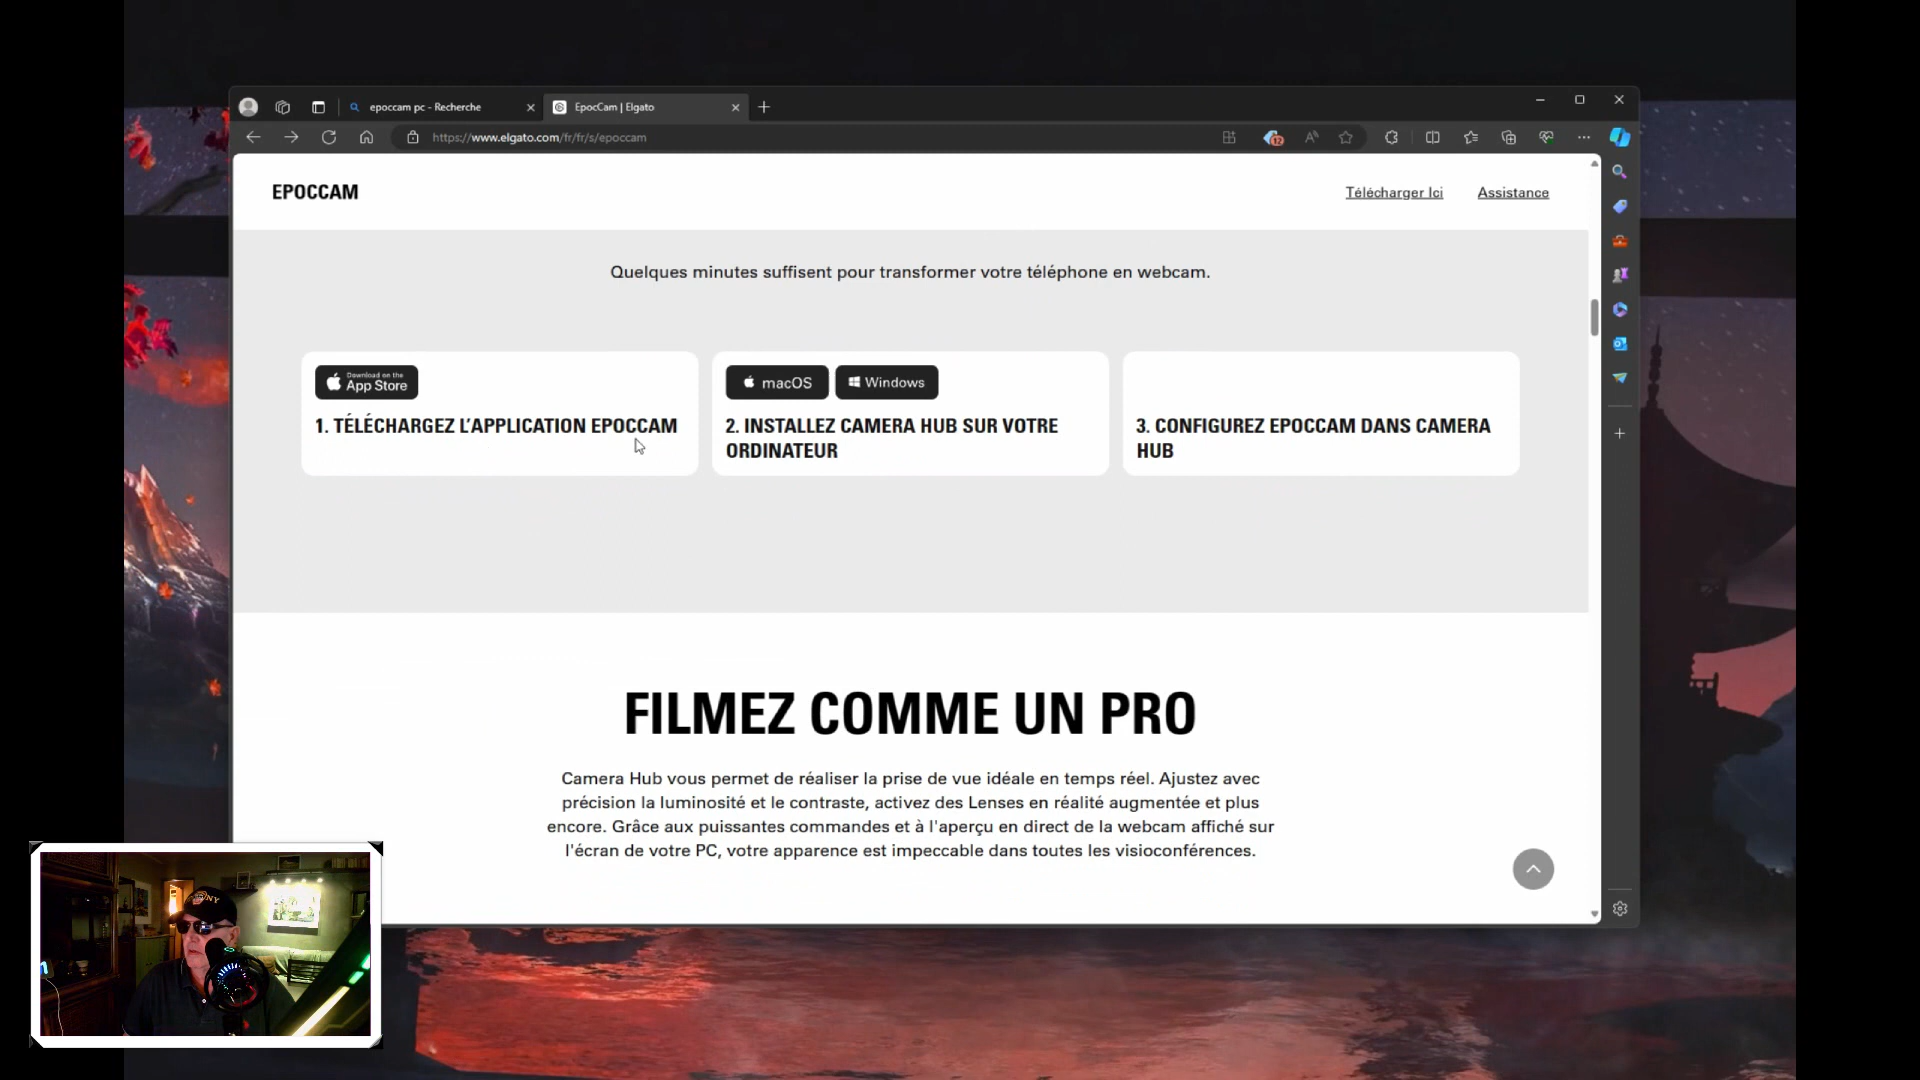 epoccam pc - Recherche
EpocCam | Elgato
https://www.elgato.com/fr/fr/s/epoccam
12
EPOCCAM
Télécharger Ici
Assistance
Quelques minutes suffisent pour transformer votre téléphone en webcam.
Download on the
App Store
1. TÉLÉCHARGEZ L'APPLICATION EPOCCAM
macOS
Windows
2. INSTALLEZ CAMERA HUB SUR VOTRE
ORDINATEUR
3. CONFIGUREZ EPOCCAM DANS CAMERA
HUB
FILMEZ COMME UN PRO
Camera Hub vous permet de réaliser la prise de vue idéale en temps réel. Ajustez avec
précision la luminosité et le contraste, activez des Lenses en réalité augmentée et plus
encore. Grâce aux puissantes commandes et à l'aperçu en direct de la webcam affiché sur
l'écran de votre PC, votre apparence est impeccable dans toutes les visioconférences.